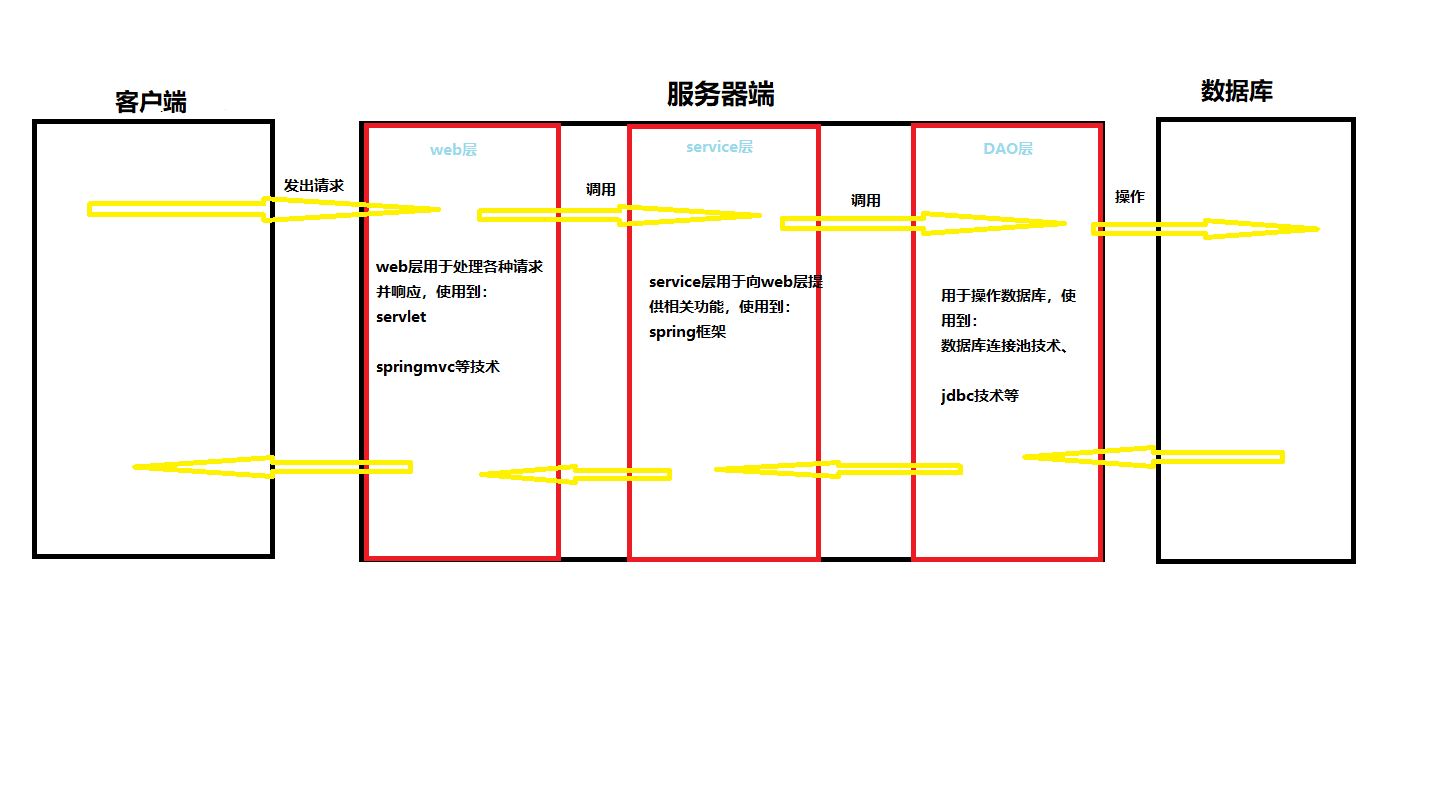 客户端
服务器端
数据库
web层
service层
DAO层
发出请求
调用
调用
操作
web层用于处理各种请求
并响应，使用到：
servlet
springmvc等技术
service层用于向web层提
供相关功能，使用到：
spring框架
用于操作数据库，使
用到：
数据库连接池技术、
jdbc技术等